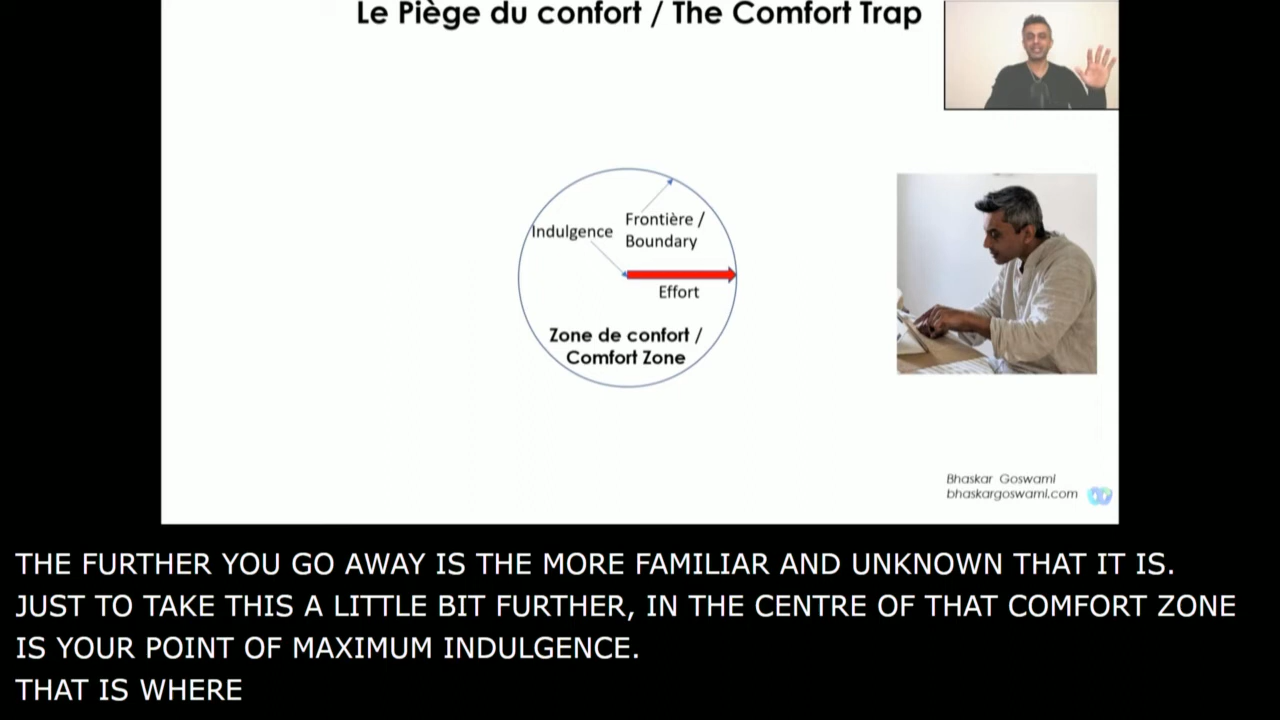 Le Piège du confort / The Comfort Trap
Indulgence
Frontière /
Boundary
Effort
Zone de confort /
Comfort Zone
Bhaskar Goswami
bhaskargoswami.com
THE FURTHER YOU GO AWAY IS THE MORE FAMILIAR AND UNKNOWN THAT IT IS.
JUST TO TAKE THIS A LITTLE BIT FURTHER, IN THE CENTRE OF THAT COMFORT ZONE
IS YOUR POINT OF MAXIMUM INDULGENCE.
THAT IS WHERE